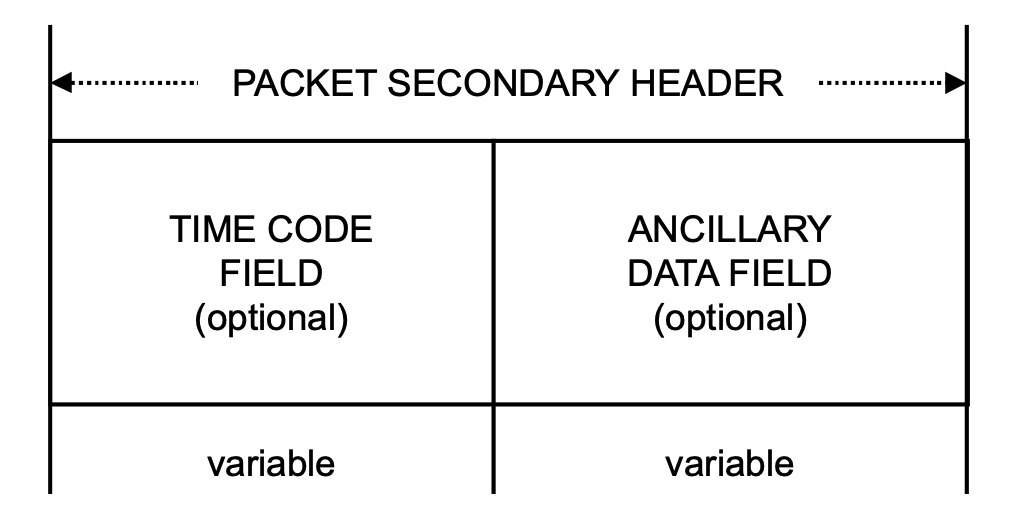 PACKET SECONDARY HEADER
TIME CODE
FIELD
(optional)
ANCILLARY
DATA FIELD
(optional)
variable
variable